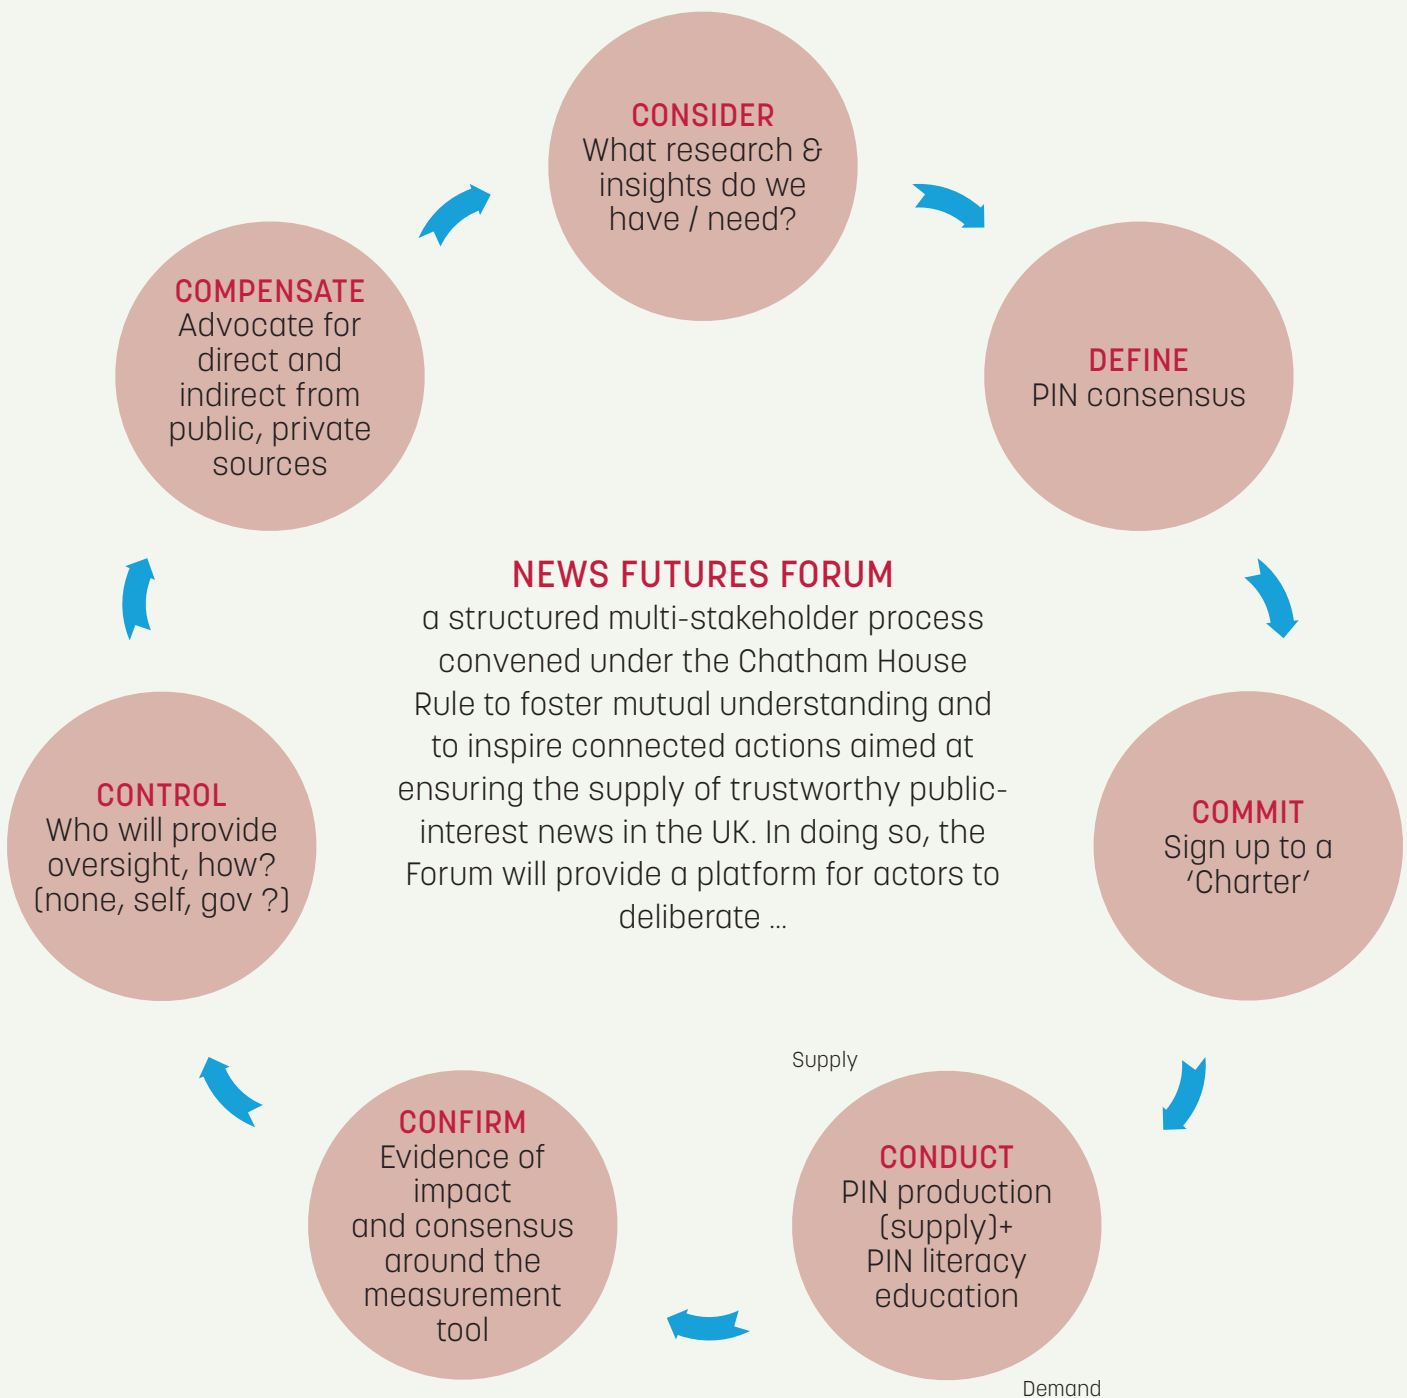 CONSIDER
What research &
insights do we
have / need?
DEFINE
PIN consensus
COMMIT
Sign up to a
‘Charter’
Supply
CONDUCT
PIN production
(supply)+
PIN literacy
education
Demand
CONFIRM
Evidence of
impact
and consensus
around the
measurement
tool
CONTROL
Who will provide
oversight, how?
(none, self, gov ?)
COMPENSATE
Advocate for
direct and
indirect from
public, private
sources
NEWS FUTURES FORUM
a structured multi-stakeholder process
convened under the Chatham House
Rule to foster mutual understanding and
to inspire connected actions aimed at
ensuring the supply of trustworthy public-
interest news in the UK. In doing so, the
Forum will provide a platform for actors to
deliberate ...